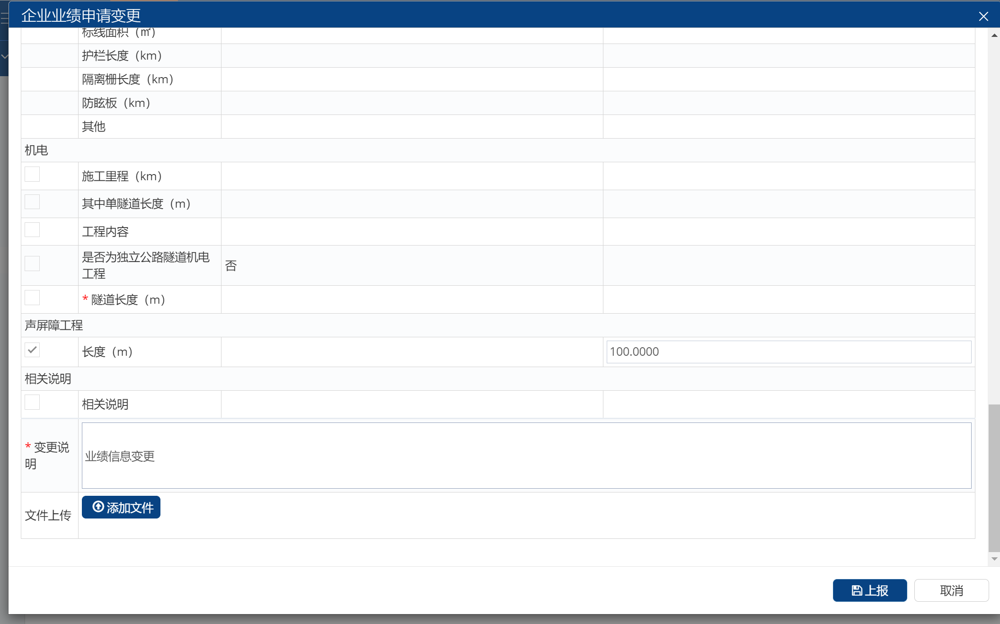 企业业绩申请变更
标线面积（㎡）
护栏长度（km）
隔离栅长度（km）
防眩板（km）
其他
机电
施工里程（km）
其中单隧道长度（m）
工程内容
是否为独立公路隧道机电
工程
否
* 隧道长度（m）
声屏障工程
长度（m）
100.0000
相关说明
相关说明
* 变更说
明
业绩信息变更
文件上传
添加文件
上报
取消